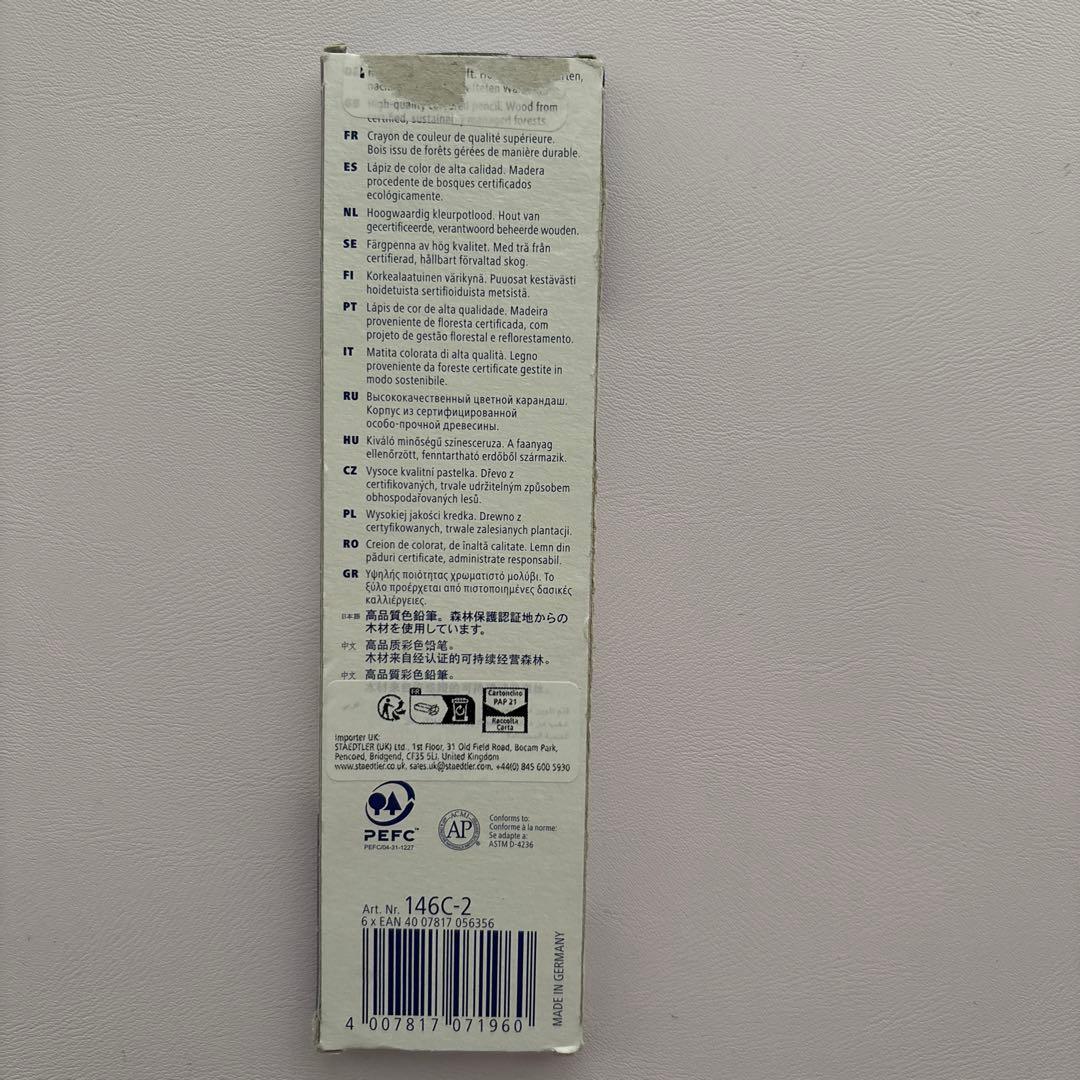 ften,
High-quality pencil. Wood from
certified, managed forests.
FR Crayon de couleur de qualité supérieure.
Bois issu de forêts gérées de manière durable.
ES Lápiz de color de alta calidad. Madera
procedente de bosques certificados
ecológicamente.
NL Hoogwaardig kleurpotlood. Hout van
gecertificeerde, verantwoord beheerde wouden.
SE Färgpenna av hög kvalitet. Med trä från
certifierad, hållbart förvaltad skog.
FI Korkealaatuinen värikynä. Puuosat kestävästi
hoidetuista sertifioiduista metsistä.
PT Lápis de cor de alta qualidade. Madeira
proveniente de floresta certificada, com
projeto de gestão florestal e reflorestamento.
IT Matita colorata di alta qualità. Legno
proveniente da foreste certificate gestite in
modo sostenibile.
RU Высококачественный цветной карандаш.
Корпус из сертифицированной
особо-прочной древесины.
HU Kiváló minőségű színesceruza. A faanyag
ellenőrzött, fenntartható erdőből származik.
CZ Vysoce kvalitní pastelka. Dřevo z
certifikovaných, trvale udržitelným způsobem
obhospodařovaných lesů.
PL Wysokiej jakości kredka. Drewno z
certyfikowanych, trwale zalesianych plantacji.
RO Creion de colorat, de înaltă calitate. Lemn din
păduri certificate, administrate responsabil.
GR Υψηλής ποιότητας χρωματιστό μολύβι. Το
ξύλο προέρχεται από πιστοποιημένες δασικές
καλλιέργειες.
日本語 高品質色鉛筆。森林保護認証地からの
木材を使用しています。
中文 高品质彩色铅笔。
木材来自经认证的可持续经营森林。
中文 高品質彩色鉛筆。
FR
Cartoncino
PAP 21
Raccolta
Carta
Importer UK:
STAEDTLER (UK) Ltd., 1st Floor, 31 Old Field Road, Bocam Park,
Pencoed, Bridgend, CF35 5LJ. United Kingdom
www.staedtler.co.uk, sales.uk@staedtler.com, +44(0) 845 600 5930
PEFC™
PEFC/04-31-1227
ACMI
AP
Conforms to:
Conforme à la norme:
Se adapte a:
ASTM D-4236
Art. Nr. 146C-2
6 x EAN 40 07817 056356
4 007817 071960
MADE IN GERMANY